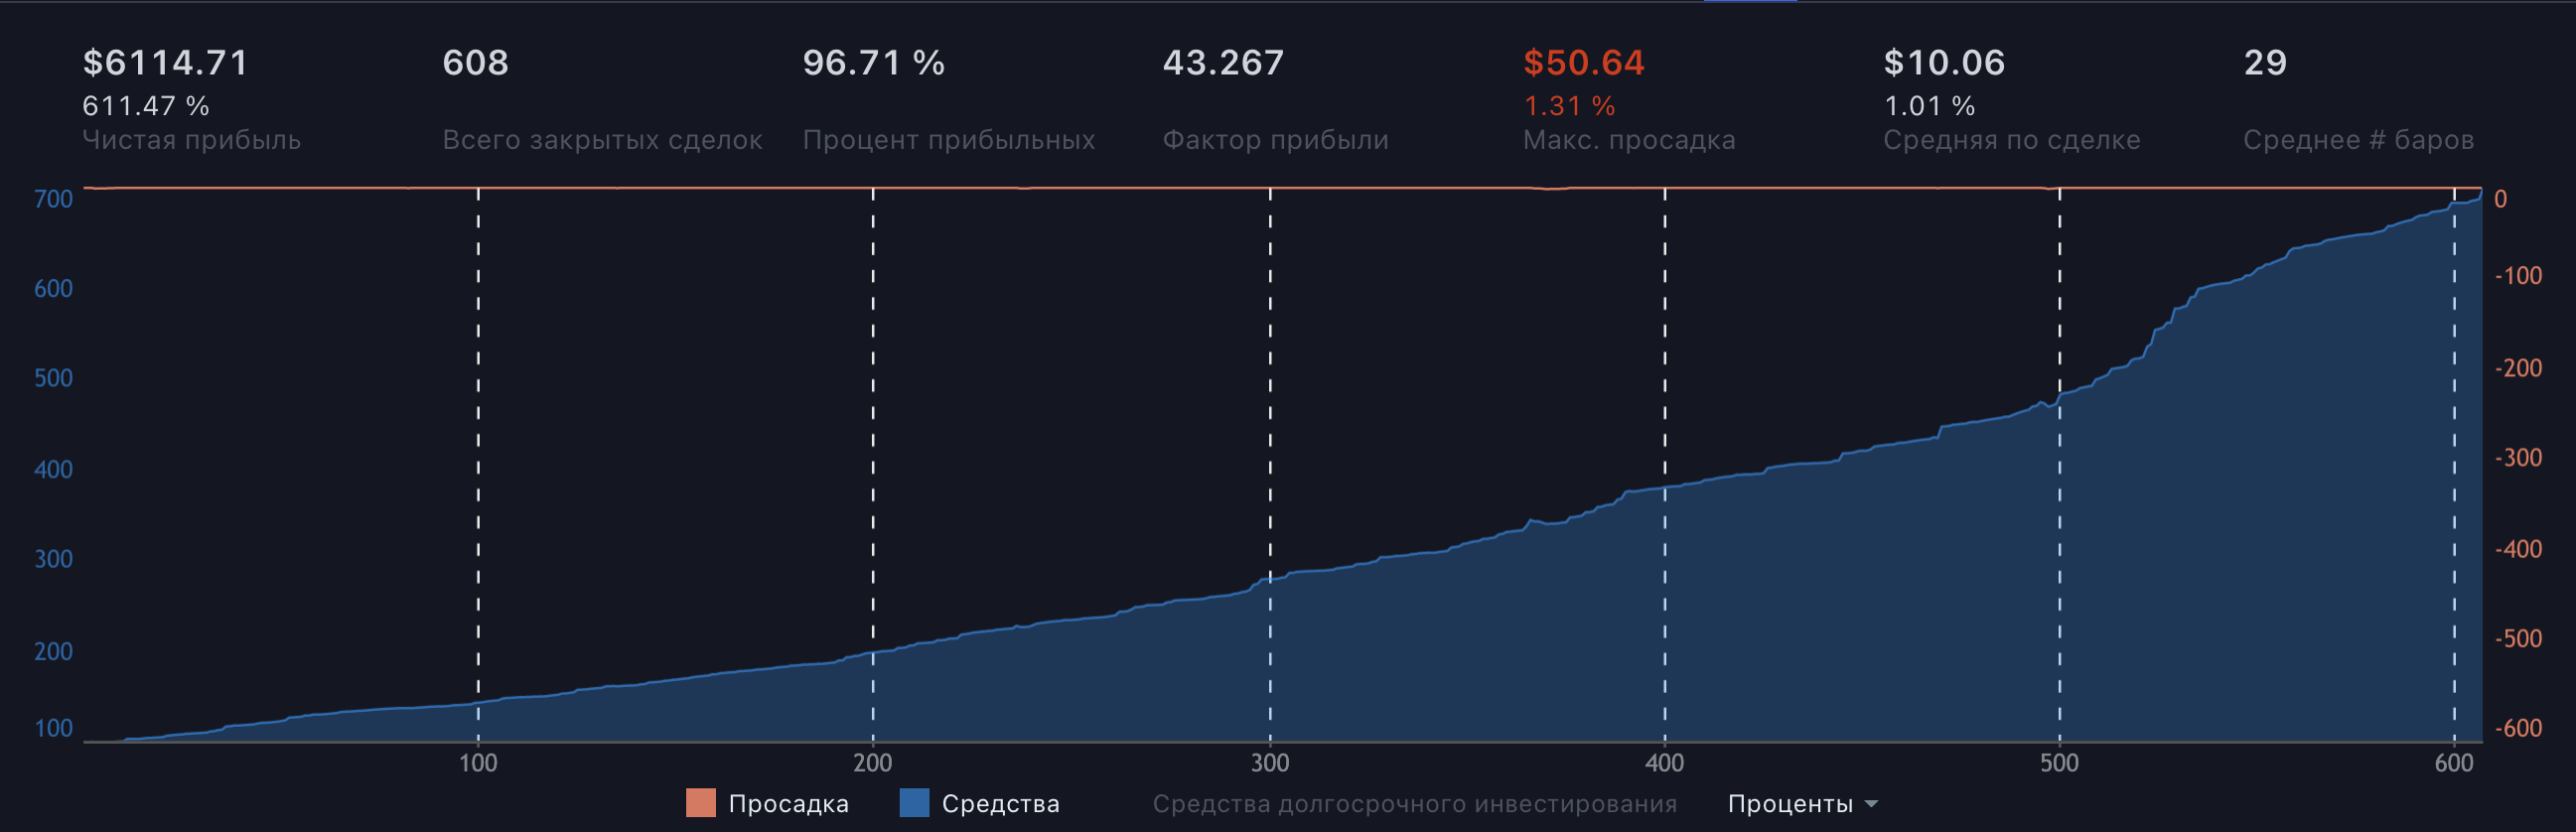 $6114.71
611.47 %
Чистая прибыль
608
Всего закрытых сделок
96.71 %
Процент прибыльных
43.267
Фактор прибыли
$50.64
1.31 %
Макс. просадка
$10.06
1.01 %
Средняя по сделке
29
Среднее # баров
700
600
500
400
300
200
100
0
-100
-200
-300
-400
-500
-600
100
200
300
400
500
600
Просадка
Средства
Средства долгосрочного инвестирования
Проценты